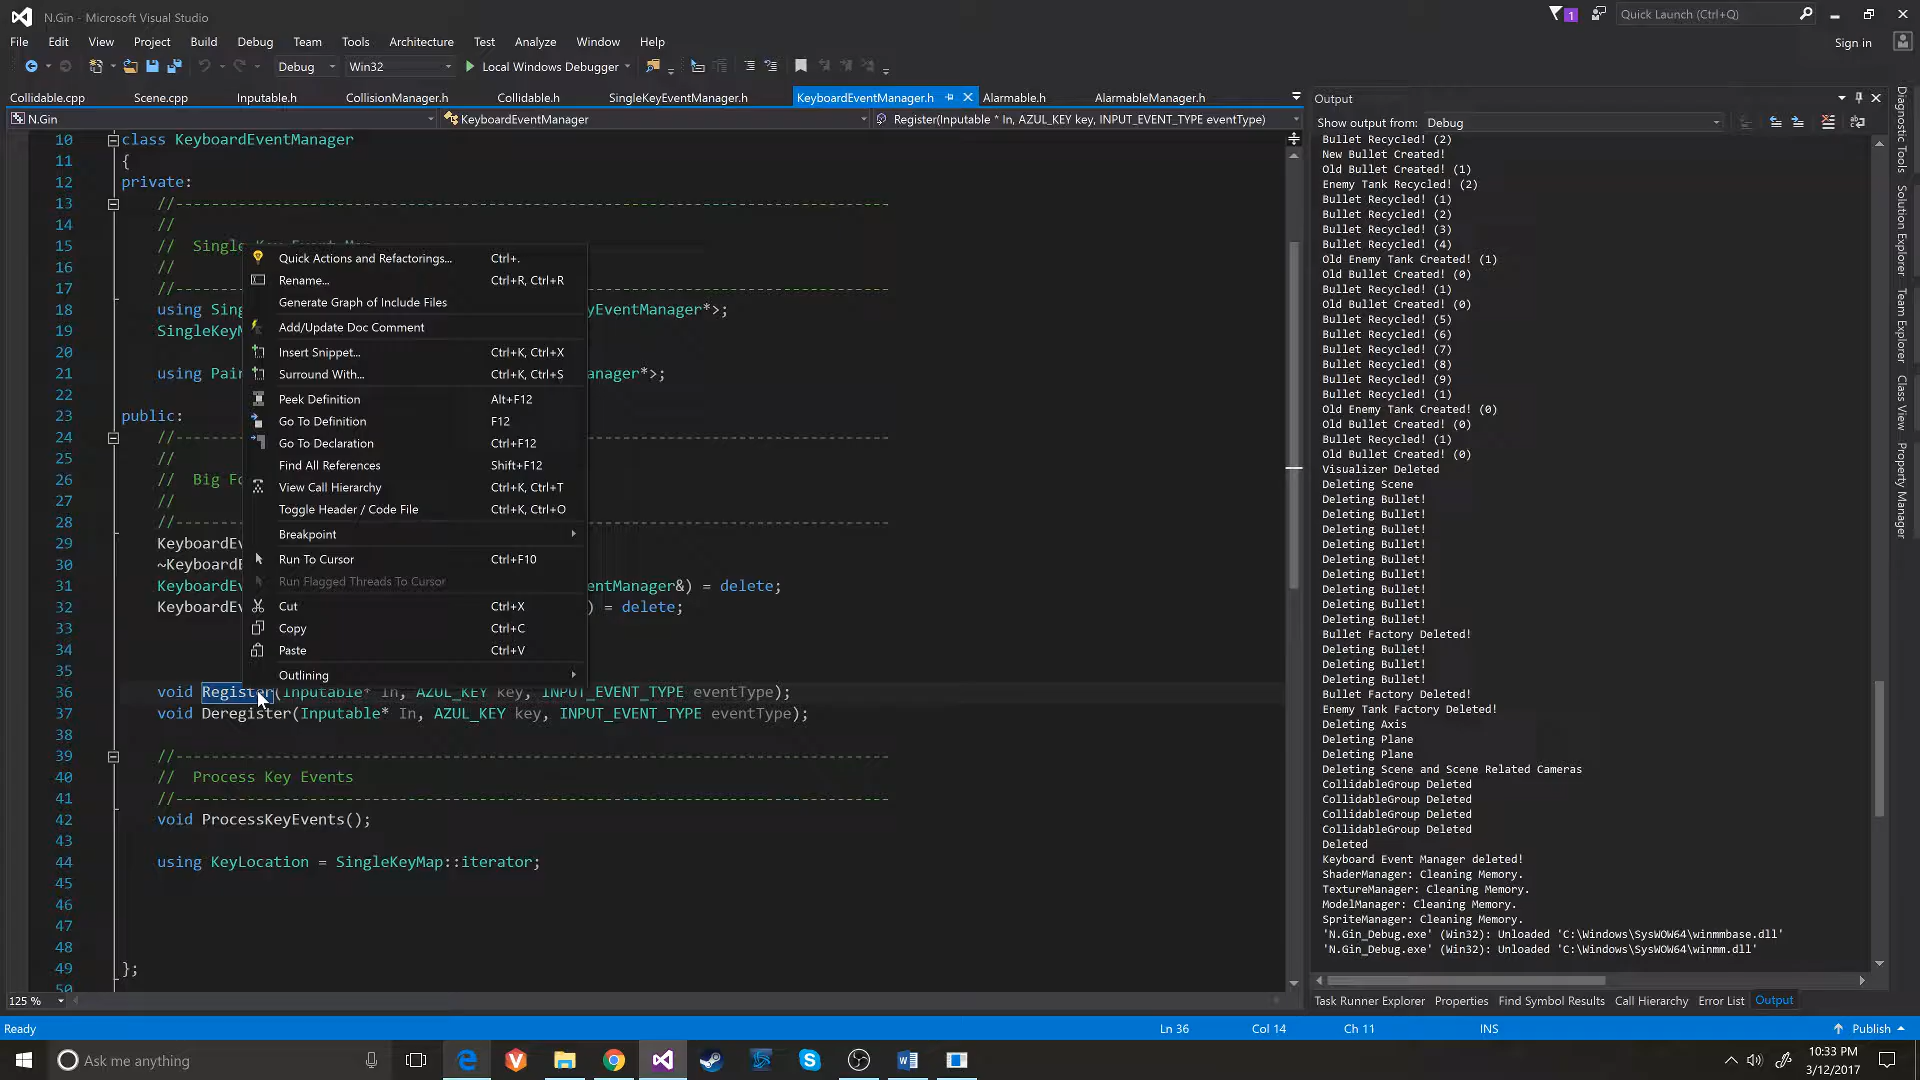 N.Gin - Microsoft Visual Studio
1
Quick Launch (Ctrl+Q)
File Edit View Project Build Debug Team Tools Architecture Test Analyze Window Help
Sign in
Debug Win32 Local Windows Debugger
Collidable.cpp Scene.cpp Inputable.h CollisionManager.h Collidable.h SingleKeyEventManager.h KeyboardEventManager.h Alarmable.h AlarmableManager.h
N.Gin KeyboardEventManager Register(Inputable * In, AZUL_KEY key, INPUT_EVENT_TYPE eventType)
10 class KeyboardEventManager
11 {
12 private:
13 //--------------------------------------------------------------------------------
14 //
15 // Single Key Event Map
16 //
17 //--------------------------------------------------------------------------------
18 using Sing yEventManager*>;
19 SingleKeyM
20
21 using Pair anager*>;
22
23 public:
24 //--------------------------------------------------------------------------------
25 //
26 // Big Fo
27 //
28 //--------------------------------------------------------------------------------
29 KeyboardEv
30 ~KeyboardE
31 KeyboardEv entManager&) = delete;
32 KeyboardEv ) = delete;
33
34
35
36 void Register(Inputable* In, AZUL_KEY key, INPUT_EVENT_TYPE eventType);
37 void Deregister(Inputable* In, AZUL_KEY key, INPUT_EVENT_TYPE eventType);
38
39 //--------------------------------------------------------------------------------
40 // Process Key Events
41 //--------------------------------------------------------------------------------
42 void ProcessKeyEvents();
43
44 using KeyLocation = SingleKeyMap::iterator;
45
46
47
48
49 };
50
Quick Actions and Refactorings... Ctrl+.
Rename... Ctrl+R, Ctrl+R
Generate Graph of Include Files
Add/Update Doc Comment
Insert Snippet... Ctrl+K, Ctrl+X
Surround With... Ctrl+K, Ctrl+S
Peek Definition Alt+F12
Go To Definition F12
Go To Declaration Ctrl+F12
Find All References Shift+F12
View Call Hierarchy Ctrl+K, Ctrl+T
Toggle Header / Code File Ctrl+K, Ctrl+O
Breakpoint
Run To Cursor Ctrl+F10
Run Flagged Threads To Cursor
Cut Ctrl+X
Copy Ctrl+C
Paste Ctrl+V
Outlining
125 %
Output
Show output from: Debug
Bullet Recycled! (2)
New Bullet Created!
Old Bullet Created! (1)
Enemy Tank Recycled! (2)
Bullet Recycled! (1)
Bullet Recycled! (2)
Bullet Recycled! (3)
Bullet Recycled! (4)
Old Enemy Tank Created! (1)
Old Bullet Created! (0)
Bullet Recycled! (1)
Old Bullet Created! (0)
Bullet Recycled! (5)
Bullet Recycled! (6)
Bullet Recycled! (7)
Bullet Recycled! (8)
Bullet Recycled! (9)
Bullet Recycled! (1)
Old Enemy Tank Created! (0)
Old Bullet Created! (0)
Bullet Recycled! (1)
Old Bullet Created! (0)
Visualizer Deleted
Deleting Scene
Deleting Bullet!
Deleting Bullet!
Deleting Bullet!
Deleting Bullet!
Deleting Bullet!
Deleting Bullet!
Deleting Bullet!
Deleting Bullet!
Deleting Bullet!
Bullet Factory Deleted!
Deleting Bullet!
Deleting Bullet!
Deleting Bullet!
Bullet Factory Deleted!
Enemy Tank Factory Deleted!
Deleting Axis
Deleting Plane
Deleting Plane
Deleting Scene and Scene Related Cameras
CollidableGroup Deleted
CollidableGroup Deleted
CollidableGroup Deleted
CollidableGroup Deleted
Deleted
Keyboard Event Manager deleted!
ShaderManager: Cleaning Memory.
TextureManager: Cleaning Memory.
ModelManager: Cleaning Memory.
SpriteManager: Cleaning Memory.
'N.Gin_Debug.exe' (Win32): Unloaded 'C:\Windows\SysWOW64\winmmbase.dll'
'N.Gin_Debug.exe' (Win32): Unloaded 'C:\Windows\SysWOW64\winmm.dll'
Task Runner Explorer Properties Find Symbol Results Call Hierarchy Error List Output
Diagnostic Tools
Solution Explorer
Team Explorer
Class View
Property Manager
Ready Ln 36 Col 14 Ch 11 INS Publish
Ask me anything
10:33 PM
3/12/2017